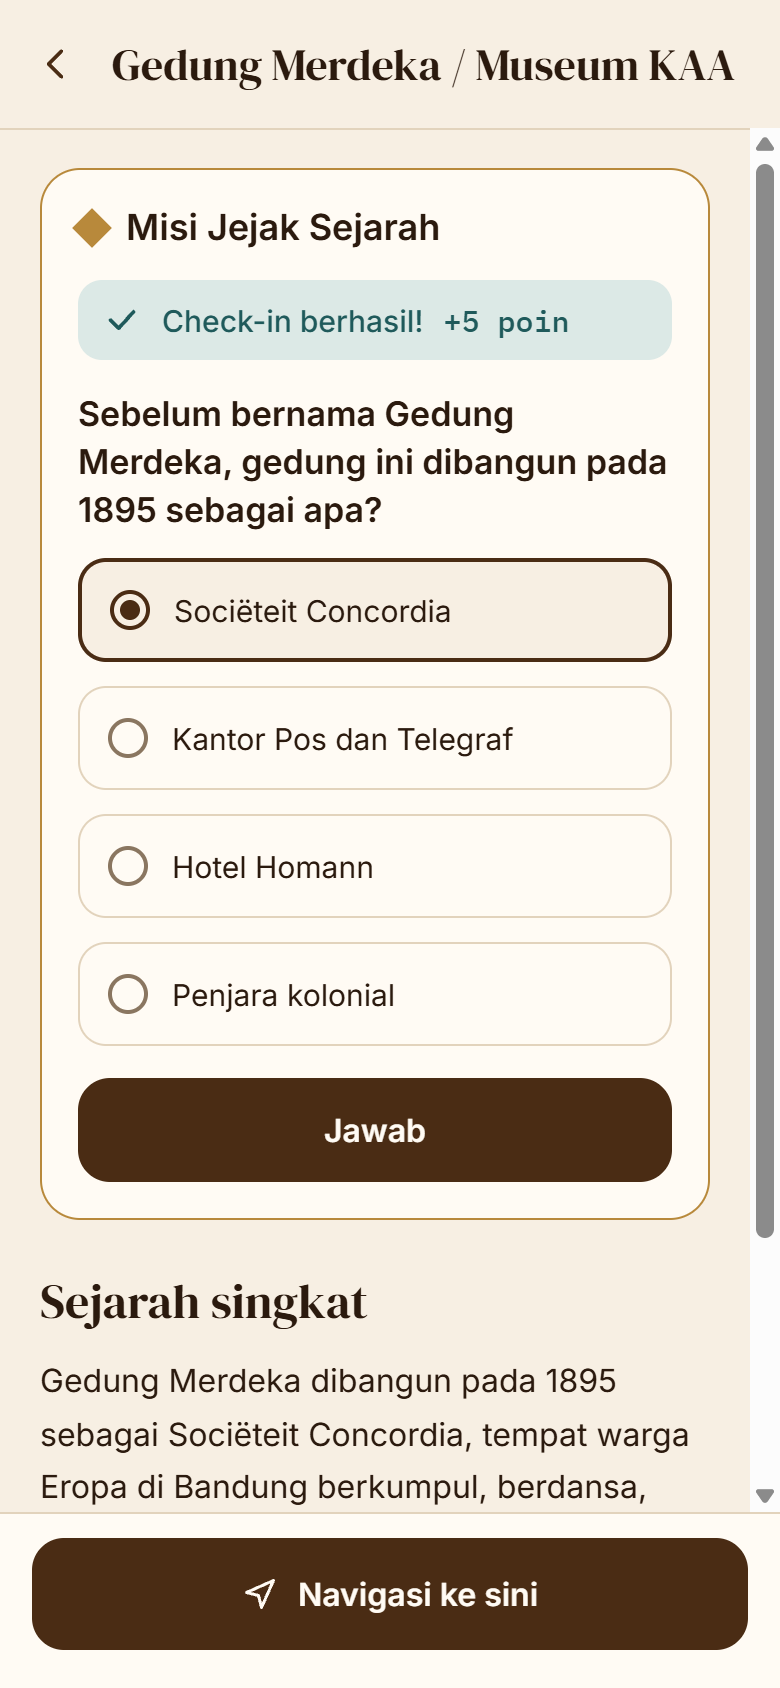 Gedung Merdeka / Museum KAA
Misi Jejak Sejarah
Check-in berhasil! +5 poin
Sebelum bernama Gedung
Merdeka, gedung ini dibangun pada
1895 sebagai apa?
Sociëteit Concordia
Kantor Pos dan Telegraf
Hotel Homann
Penjara kolonial
Jawab
Sejarah singkat
Gedung Merdeka dibangun pada 1895
sebagai Sociëteit Concordia, tempat warga
Eropa di Bandung berkumpul, berdansa,
Navigasi ke sini